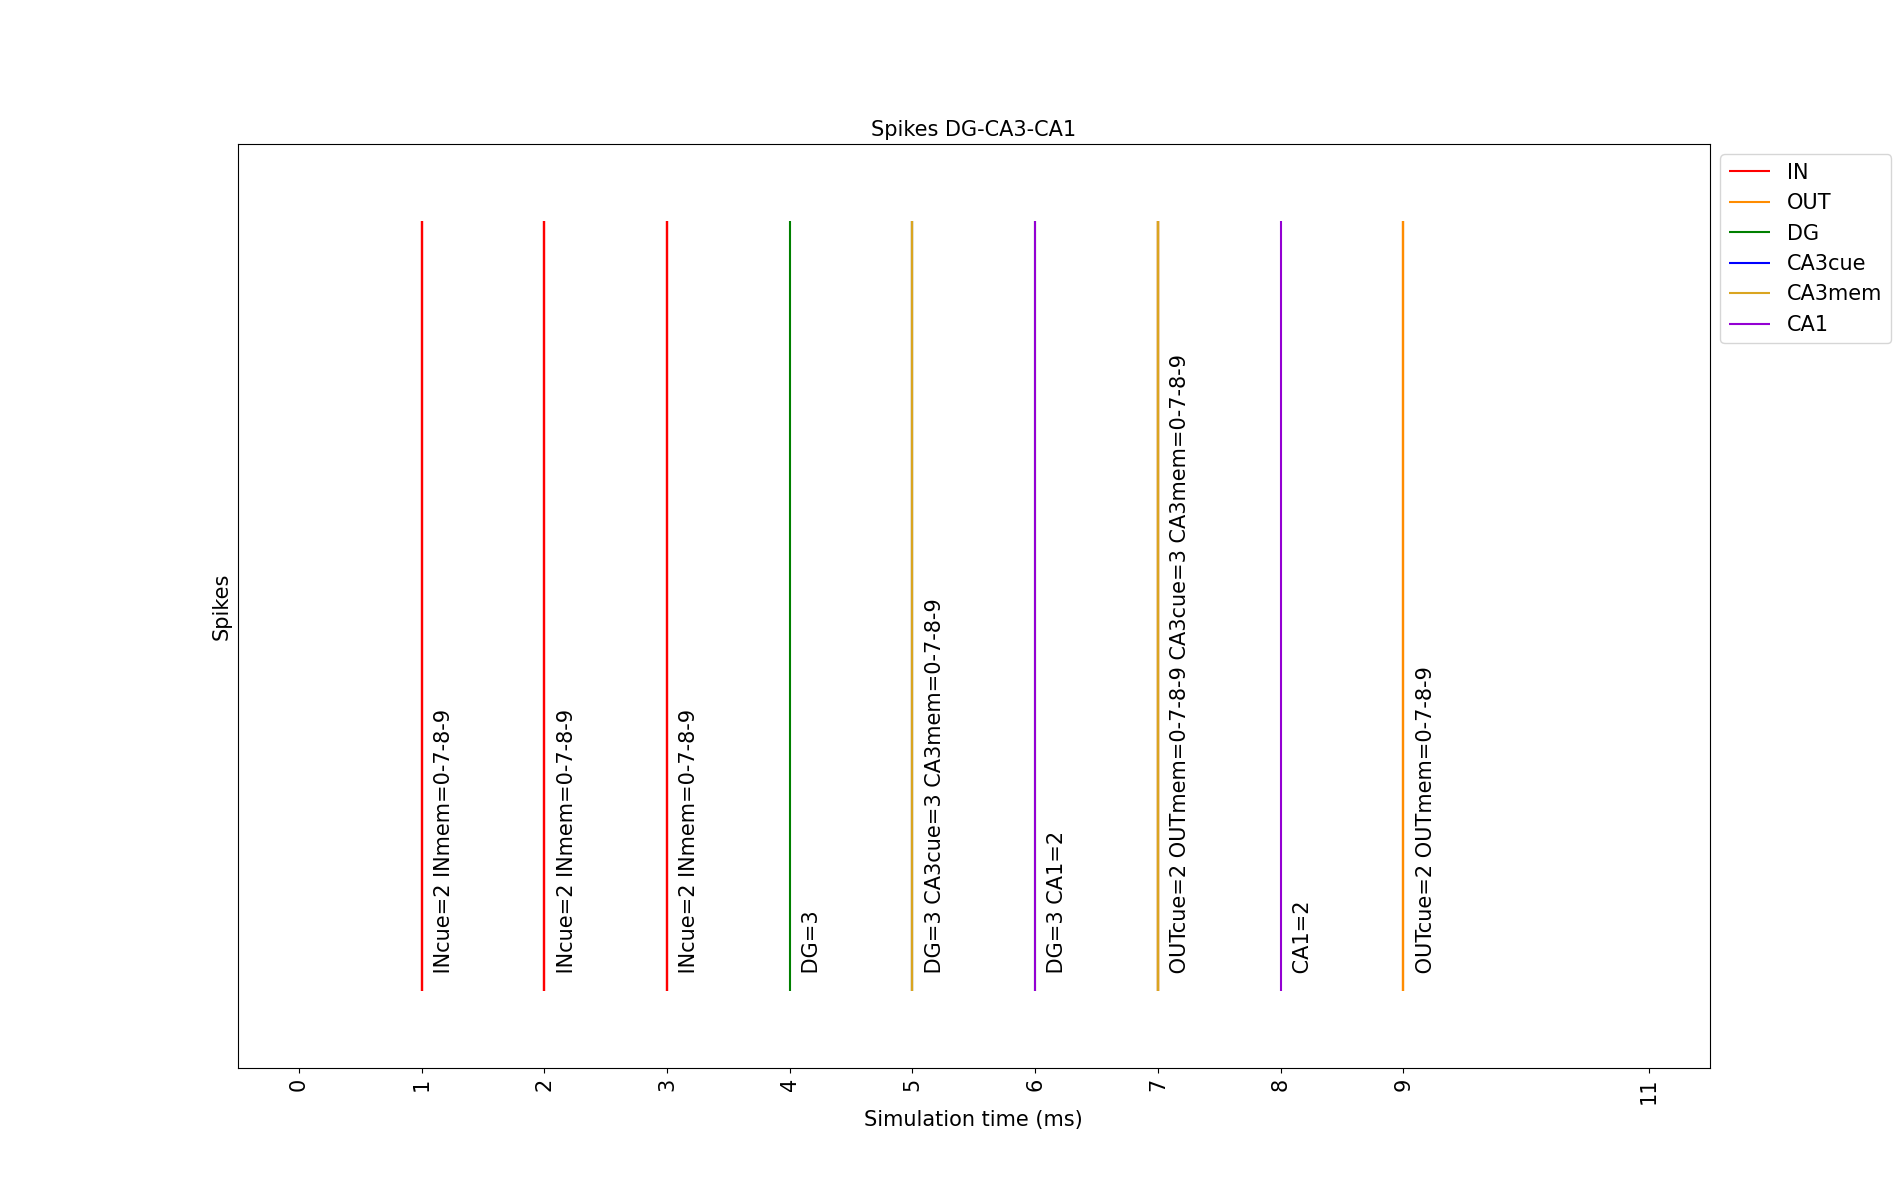 Spikes DG-CA3-CA1
IN
OUT
DG
CA3cue
CA3mem
CA1
Spikes
INcue=2 INmem=0-7-8-9
INcue=2 INmem=0-7-8-9
INcue=2 INmem=0-7-8-9
DG=3
DG=3 CA3cue=3 CA3mem=0-7-8-9
DG=3 CA1=2
OUTcue=2 OUTmem=0-7-8-9 CA3cue=3 CA3mem=0-7-8-9
CA1=2
OUTcue=2 OUTmem=0-7-8-9
0 1 2 3 4 5 6 7 8 9 11
Simulation time (ms)